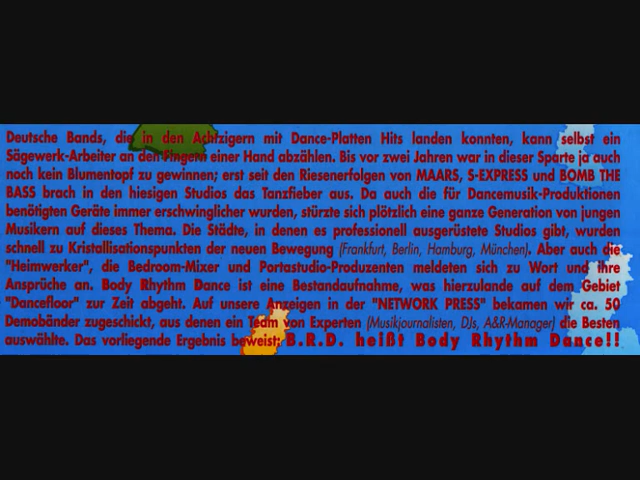 Deutsche Bands, die in den Achtzigern mit Dance-Platten Hits landen konnten, kann selbst ein
Sägewerk-Arbeiter an den Fingern einer Hand abzählen. Bis vor zwei Jahren war in dieser Sparte ja auch
noch kein Blumentopf zu gewinnen; erst seit den Riesenerfolgen von MAARS, S-EXPRESS und BOMB THE
BASS brach in den hiesigen Studios das Tanzfieber aus. Da auch die für Dancemusik-Produktionen
benötigten Geräte immer erschwinglicher wurden, stürzte sich plötzlich eine ganze Generation von jungen
Musikern auf dieses Thema. Die Städte, in denen es professionell ausgerüstete Studios gibt, wurden
schnell zu Kristallisationspunkten der neuen Bewegung (Frankfurt, Berlin, Hamburg, München). Aber auch die
"Heimwerker", die Bedroom-Mixer und Portastudio-Produzenten meldeten sich zu Wort und ihre
Ansprüche an. Body Rhythm Dance ist eine Bestandaufnahme, was hierzulande auf dem Gebiet
"Dancefloor" zur Zeit abgeht. Auf unsere Anzeigen in der "NETWORK PRESS" bekamen wir ca. 50
Demobänder zugeschickt, aus denen ein Team von Experten (Musikjournalisten, DJs, A&R-Manager) die Besten
auswählte. Das vorliegende Ergebnis beweist: B.R.D. heißt Body Rhythm Dance!!